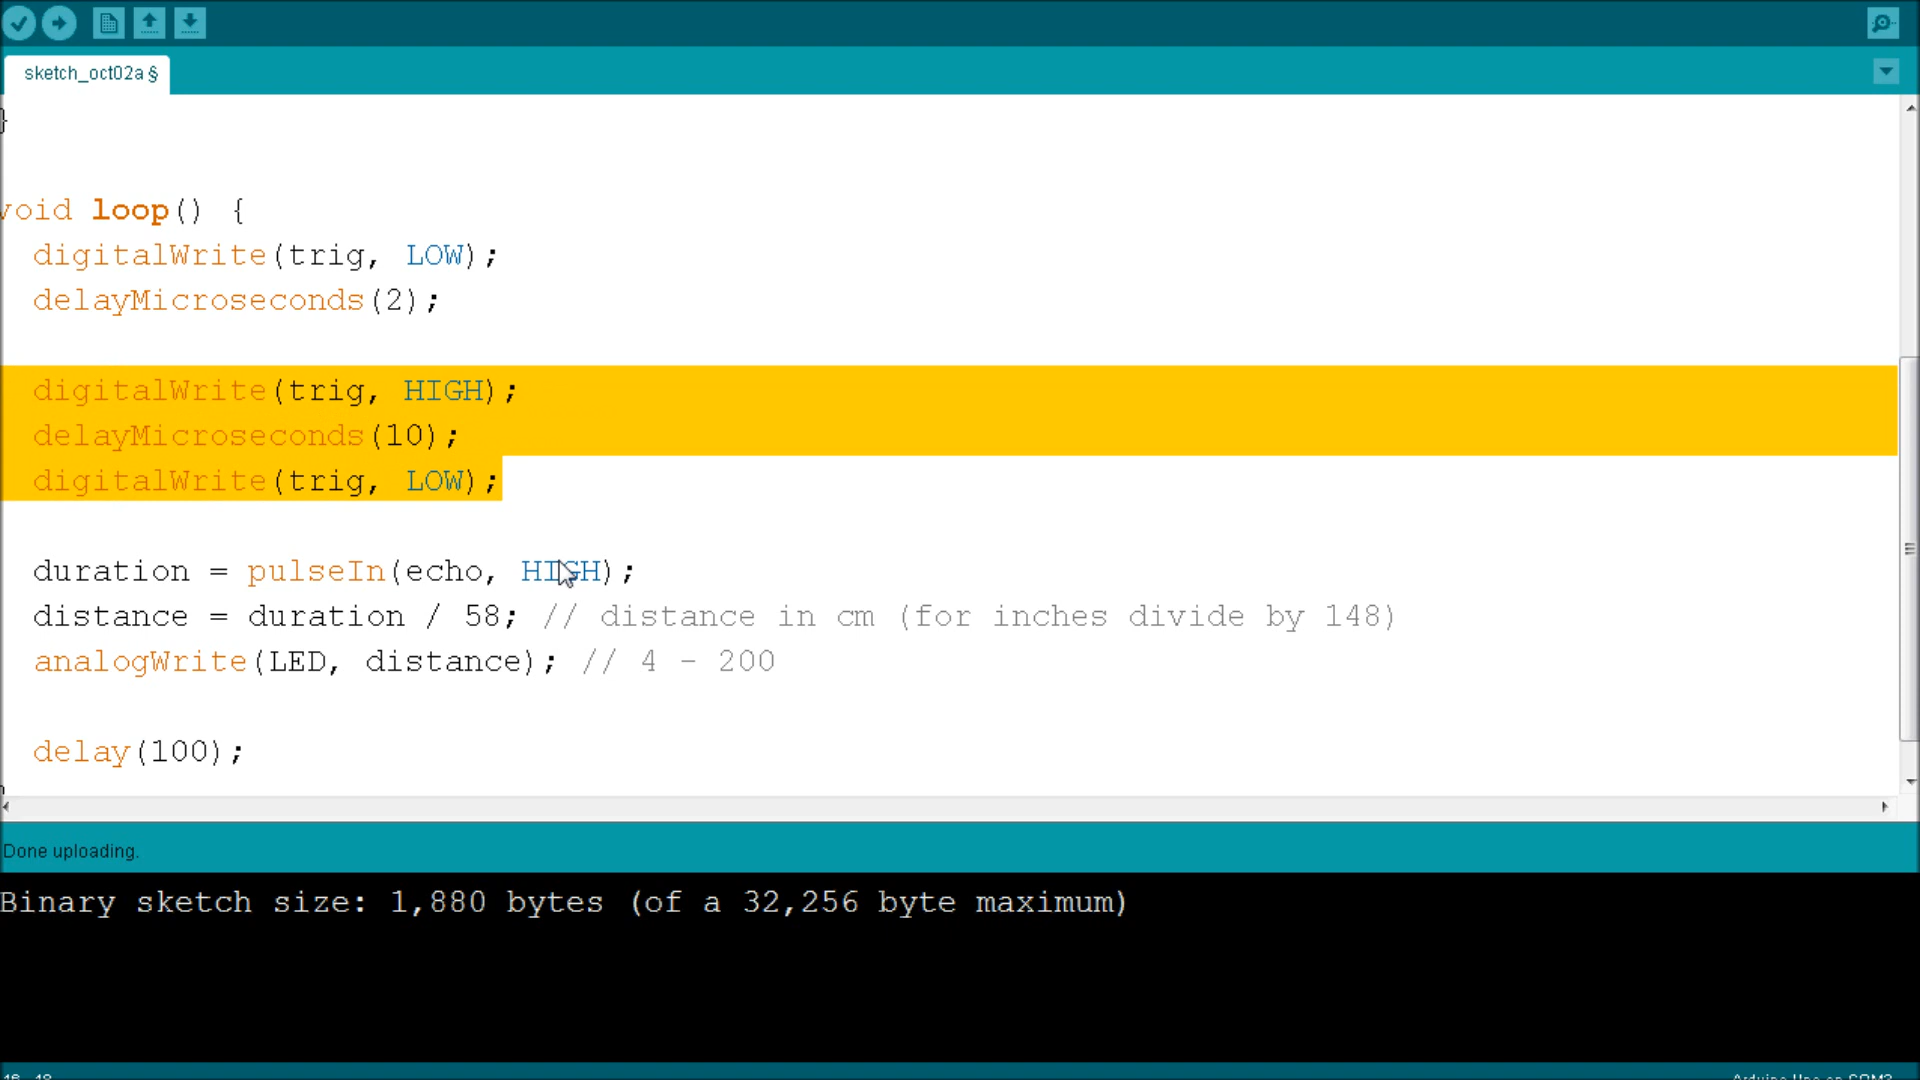 sketch_oct02a §
}
void loop() {
digitalWrite(trig, LOW);
delayMicroseconds(2);
digitalWrite(trig, HIGH);
delayMicroseconds(10);
digitalWrite(trig, LOW);
duration = pulseIn(echo, HIGH);
distance = duration / 58; // distance in cm (for inches divide by 148)
analogWrite(LED, distance); // 4 - 200
delay(100);
Done uploading.
Binary sketch size: 1,880 bytes (of a 32,256 byte maximum)